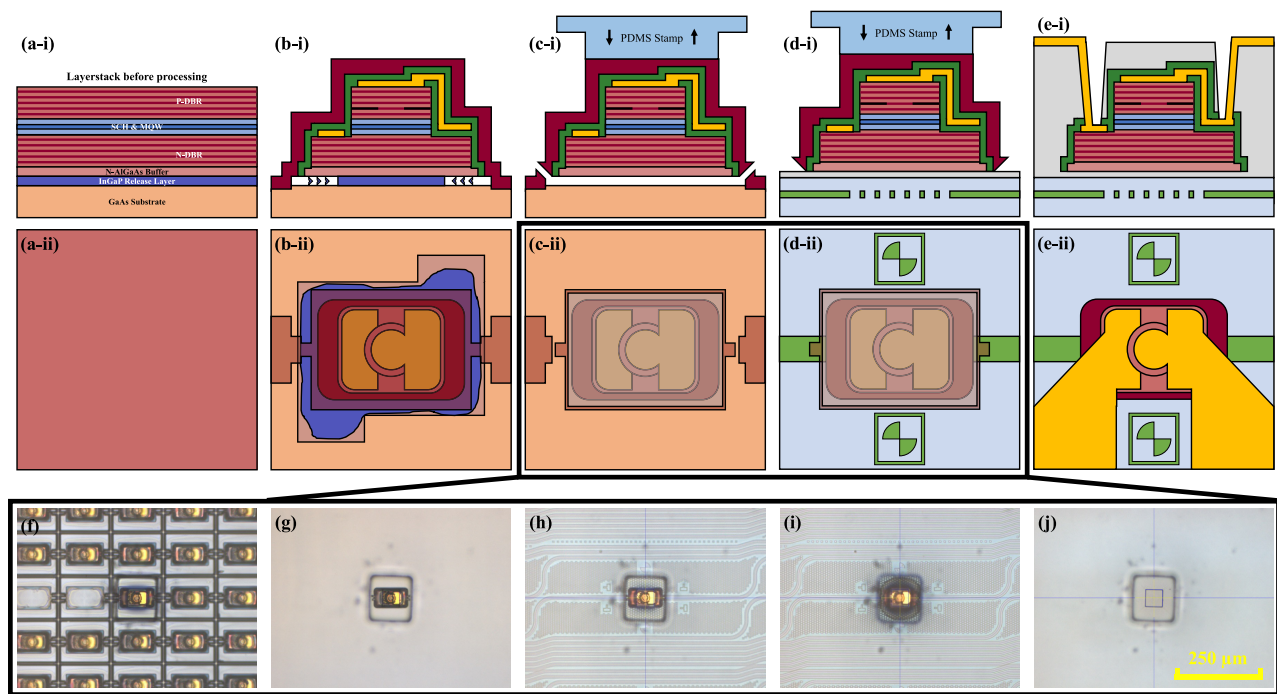 (a-i)
Layerstack before processing
P-DBR
SCH & MQW
N-DBR
N-AlGaAs Buffer
InGaP Release Layer
GaAs Substrate
(b-i)
(c-i)
PDMS Stamp
(d-i)
PDMS Stamp
(e-i)
(a-ii)
(b-ii)
(c-ii)
(d-ii)
(e-ii)
(f)
(g)
(h)
(i)
(j)
250 µm